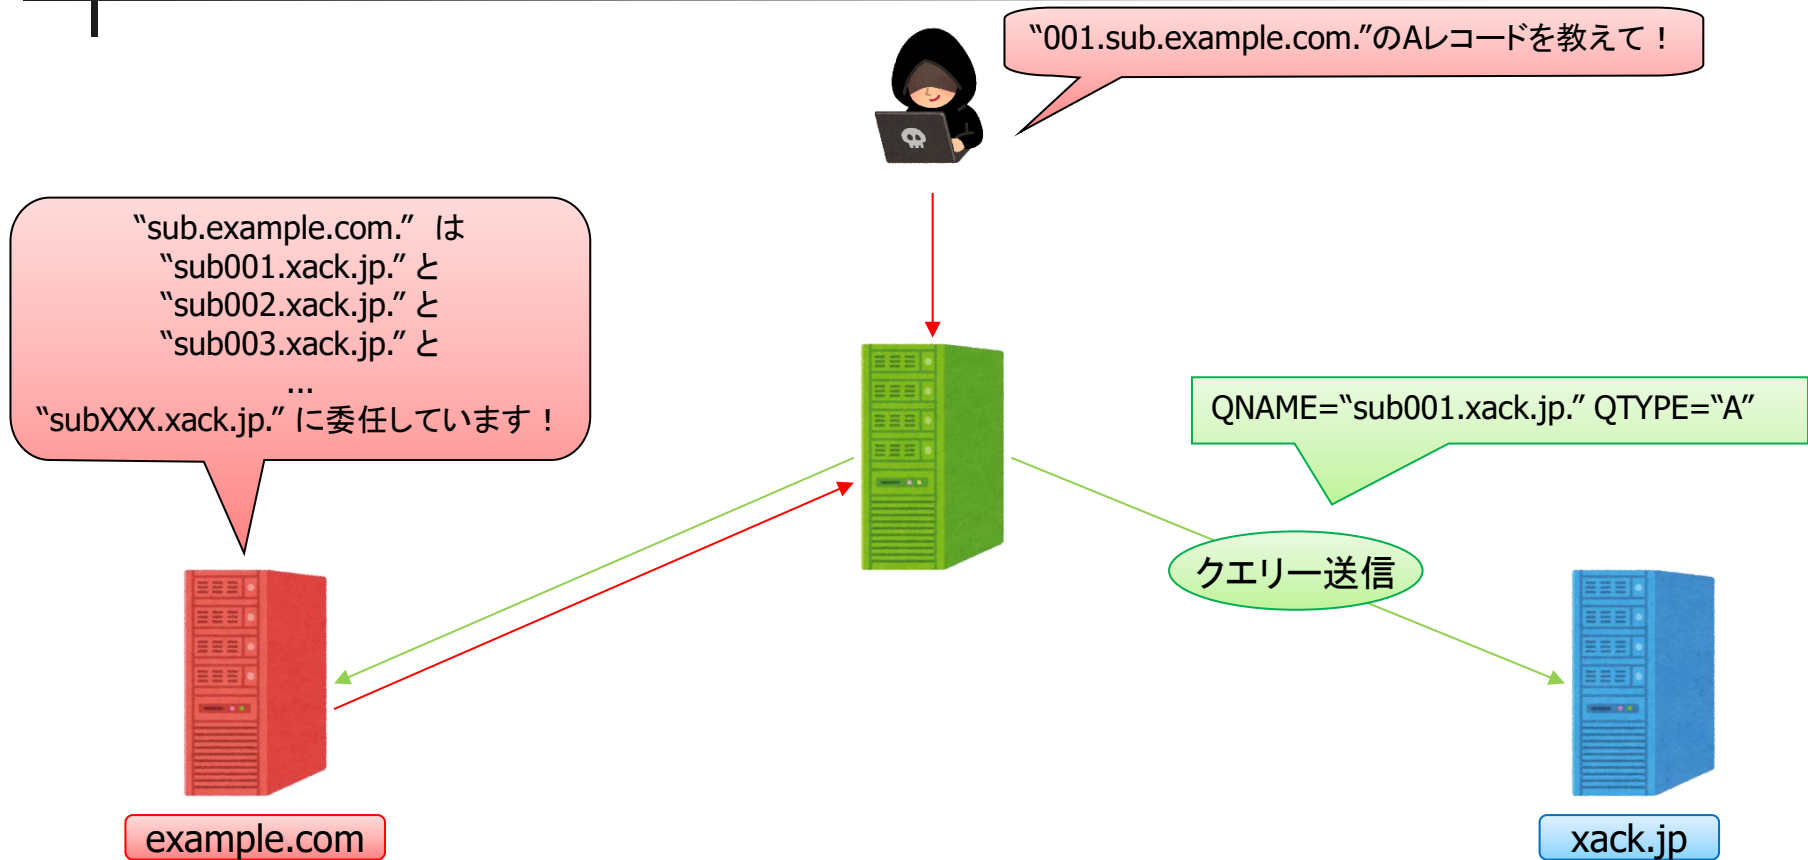 “001.sub.example.com.”のAレコードを教えて！
“sub.example.com.” は
“sub001.xack.jp.” と
“sub002.xack.jp.” と
“sub003.xack.jp.” と
...
“subXXX.xack.jp.” に委任しています！
QNAME=“sub001.xack.jp.” QTYPE=“A”
クエリー送信
example.com
xack.jp